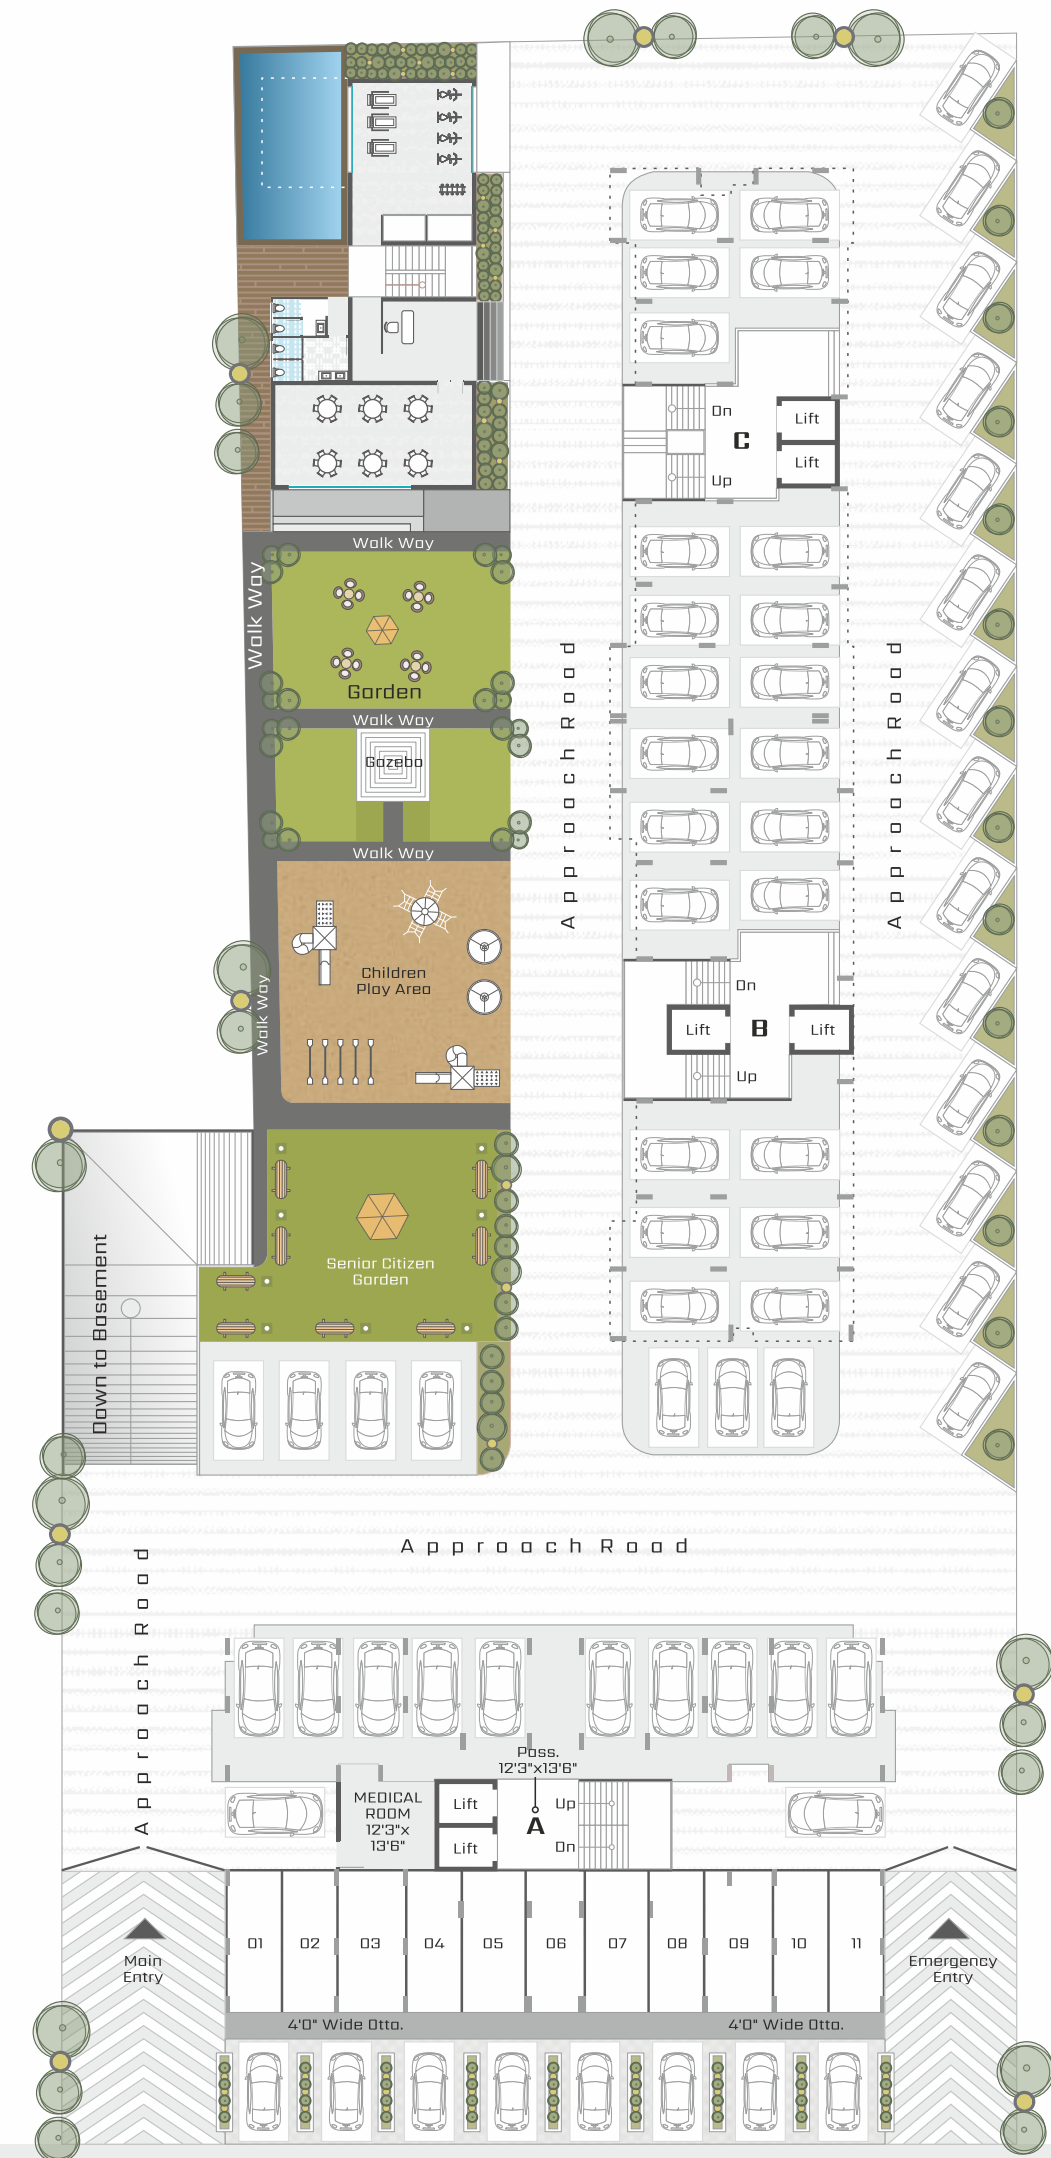 Dn
C
Up
Lift
Lift
Walk Way
Walk Way
Garden
Walk Way
Gazebo
Walk Way
Approach Road
Approach Road
Children
Play Area
Walk Way
Dn
Lift
B
Lift
Up
Down to Basement
Senior Citizen
Garden
Approach Road
Approach Road
Pass.
12'3"x13'6"
MEDICAL
ROOM
12'3"x
13'6"
Lift
Lift
Up
A
Dn
01 02 03 04 05 06 07 08 09 10 11
Main
Entry
Emergency
Entry
4'0" Wide Otta.
4'0" Wide Otta.